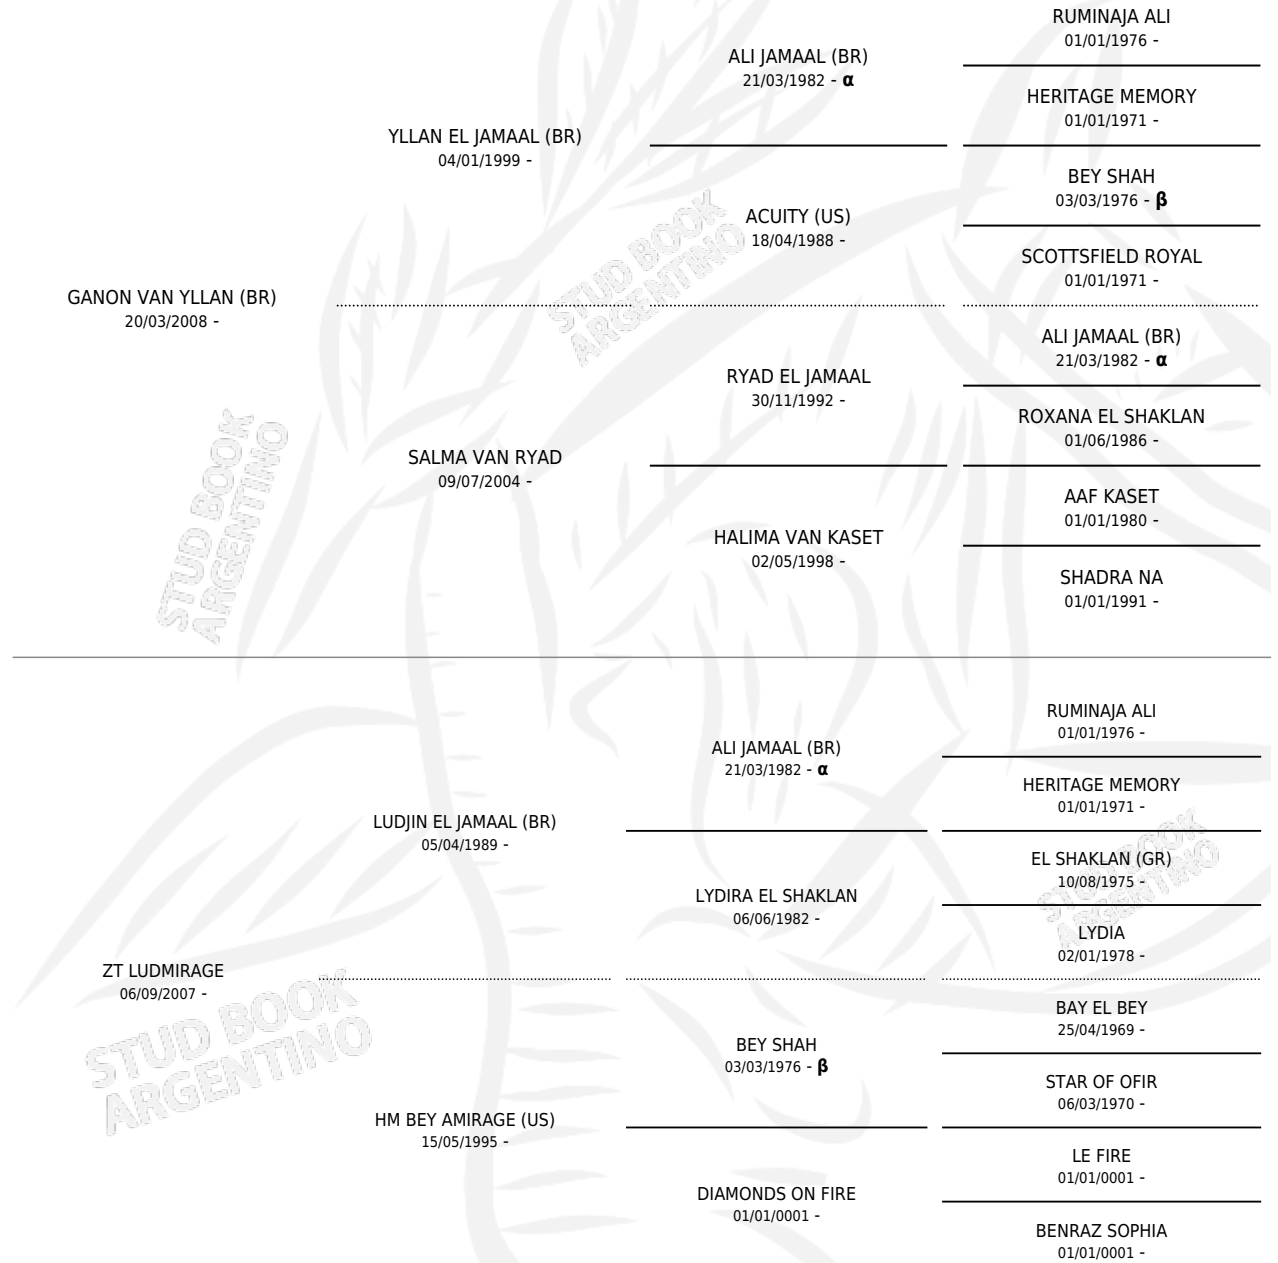 RUMINAJA ALI
01/01/1976 -
ALI JAMAAL (BR)
21/03/1982 - α
HERITAGE MEMORY
01/01/1971 -
YLLAN EL JAMAAL (BR)
04/01/1999 -
BEY SHAH
03/03/1976 - β
ACUITY (US)
18/04/1988 -
SCOTTSFIELD ROYAL
01/01/1971 -
GANON VAN YLLAN (BR)
20/03/2008 -
STUD BOOK
ARGENTINO
ALI JAMAAL (BR)
21/03/1982 - α
RYAD EL JAMAAL
30/11/1992 -
ROXANA EL SHAKLAN
01/06/1986 -
SALMA VAN RYAD
09/07/2004 -
AAF KASET
01/01/1980 -
HALIMA VAN KASET
02/05/1998 -
SHADRA NA
01/01/1991 -
STUD BOOK
ARGENTINO
RUMINAJA ALI
01/01/1976 -
ALI JAMAAL (BR)
21/03/1982 - α
HERITAGE MEMORY
01/01/1971 -
LUDJIN EL JAMAAL (BR)
05/04/1989 -
EL SHAKLAN (GR)
10/08/1975 -
LYDIRA EL SHAKLAN
06/06/1982 -
LYDIA
02/01/1978 -
STUD BOOK
ARGENTINO
ZT LUDMIRAGE
06/09/2007 -
BAY EL BEY
25/04/1969 -
BEY SHAH
03/03/1976 - β
STAR OF OFIR
06/03/1970 -
HM BEY AMIRAGE (US)
15/05/1995 -
LE FIRE
01/01/0001 -
DIAMONDS ON FIRE
01/01/0001 -
BENRAZ SOPHIA
01/01/0001 -
STUD BOOK
ARGENTINO